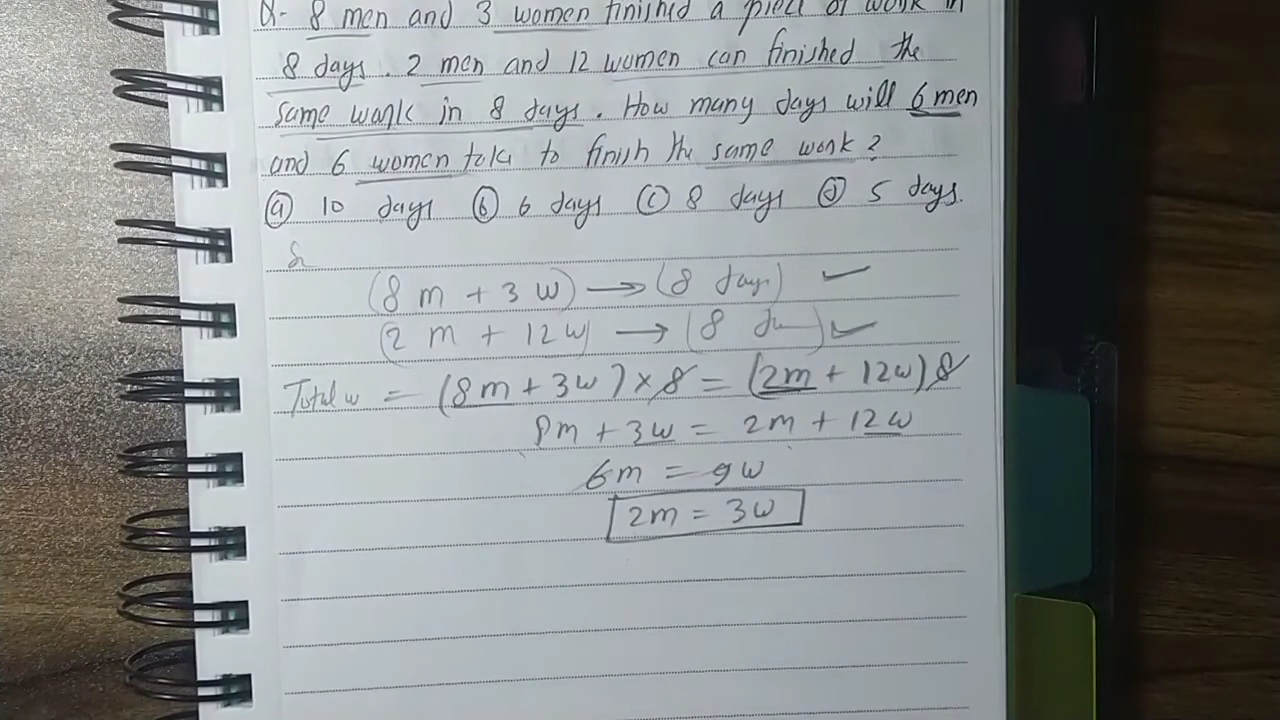 Q- 8 men and 3 women finished a piece of work in
8 days. 2 men and 12 women can finished the
same work in 8 days. How many days will 6 men
and 6 women take to finish the same work?
(a) 10 days (b) 6 days (c) 8 days (d) 5 days.
(8 m + 3 w) → (8 days) ✓
(2 m + 12w) → (8 da) ✓
Total w = (8m + 3w) × 8 = (2m + 12w) 8
8m + 3w = 2m + 12w
6m = 9w
2m = 3w